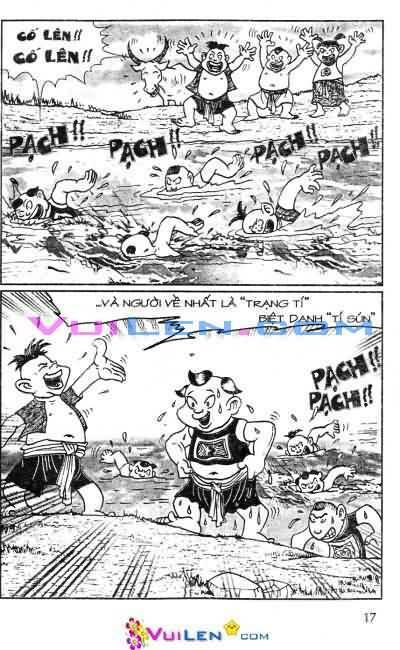 CỐ LÊN!!
CỐ LÊN!!
PẠCH!!
PẠCH!!
PẠCH!!
PẠCH!!
..VÀ NGƯỜI VỀ NHẤT LÀ "TRẠNG TÍ"
BIỆT DANH "TÍ SÚN"
VUILEN.COM
PẠCH!!
PẠCH!!
17
VUILEN.COM